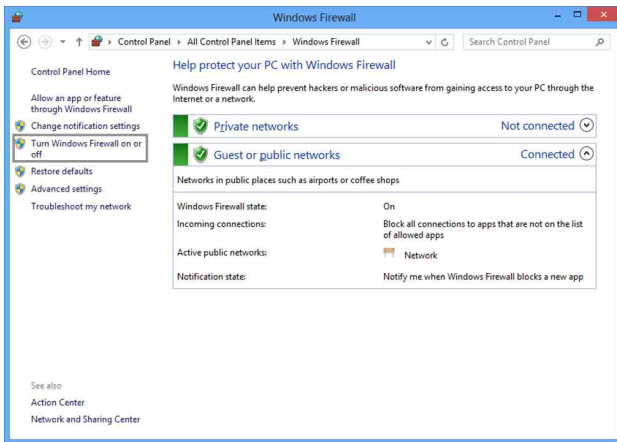 Windows Firewall
Control Panel ▸ All Control Panel Items ▸ Windows Firewall
Search Control Panel
Control Panel Home
Allow an app or feature
through Windows Firewall
Change notification settings
Turn Windows Firewall on or
off
Restore defaults
Advanced settings
Troubleshoot my network
Help protect your PC with Windows Firewall
Windows Firewall can help prevent hackers or malicious software from gaining access to your PC through the
Internet or a network.
Private networks Not connected
Guest or public networks Connected
Networks in public places such as airports or coffee shops
Windows Firewall state: On
Incoming connections: Block all connections to apps that are not on the list
of allowed apps
Active public networks: Network
Notification state: Notify me when Windows Firewall blocks a new app
See also
Action Center
Network and Sharing Center